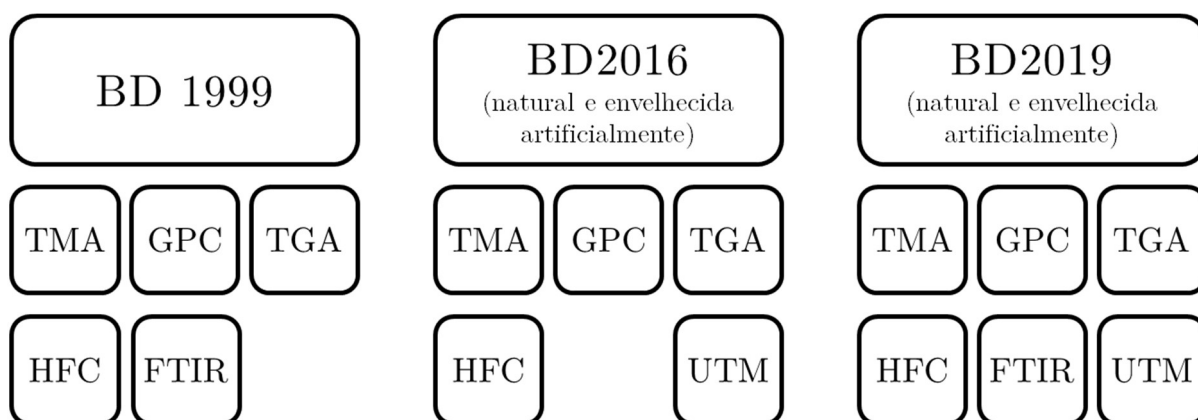 BD 1999
BD2016
(natural e envelhecida
artificialmente)
BD2019
(natural e envelhecida
artificialmente)
TMA GPC TGA
TMA GPC TGA
TMA GPC TGA
HFC FTIR
HFC UTM
HFC FTIR UTM